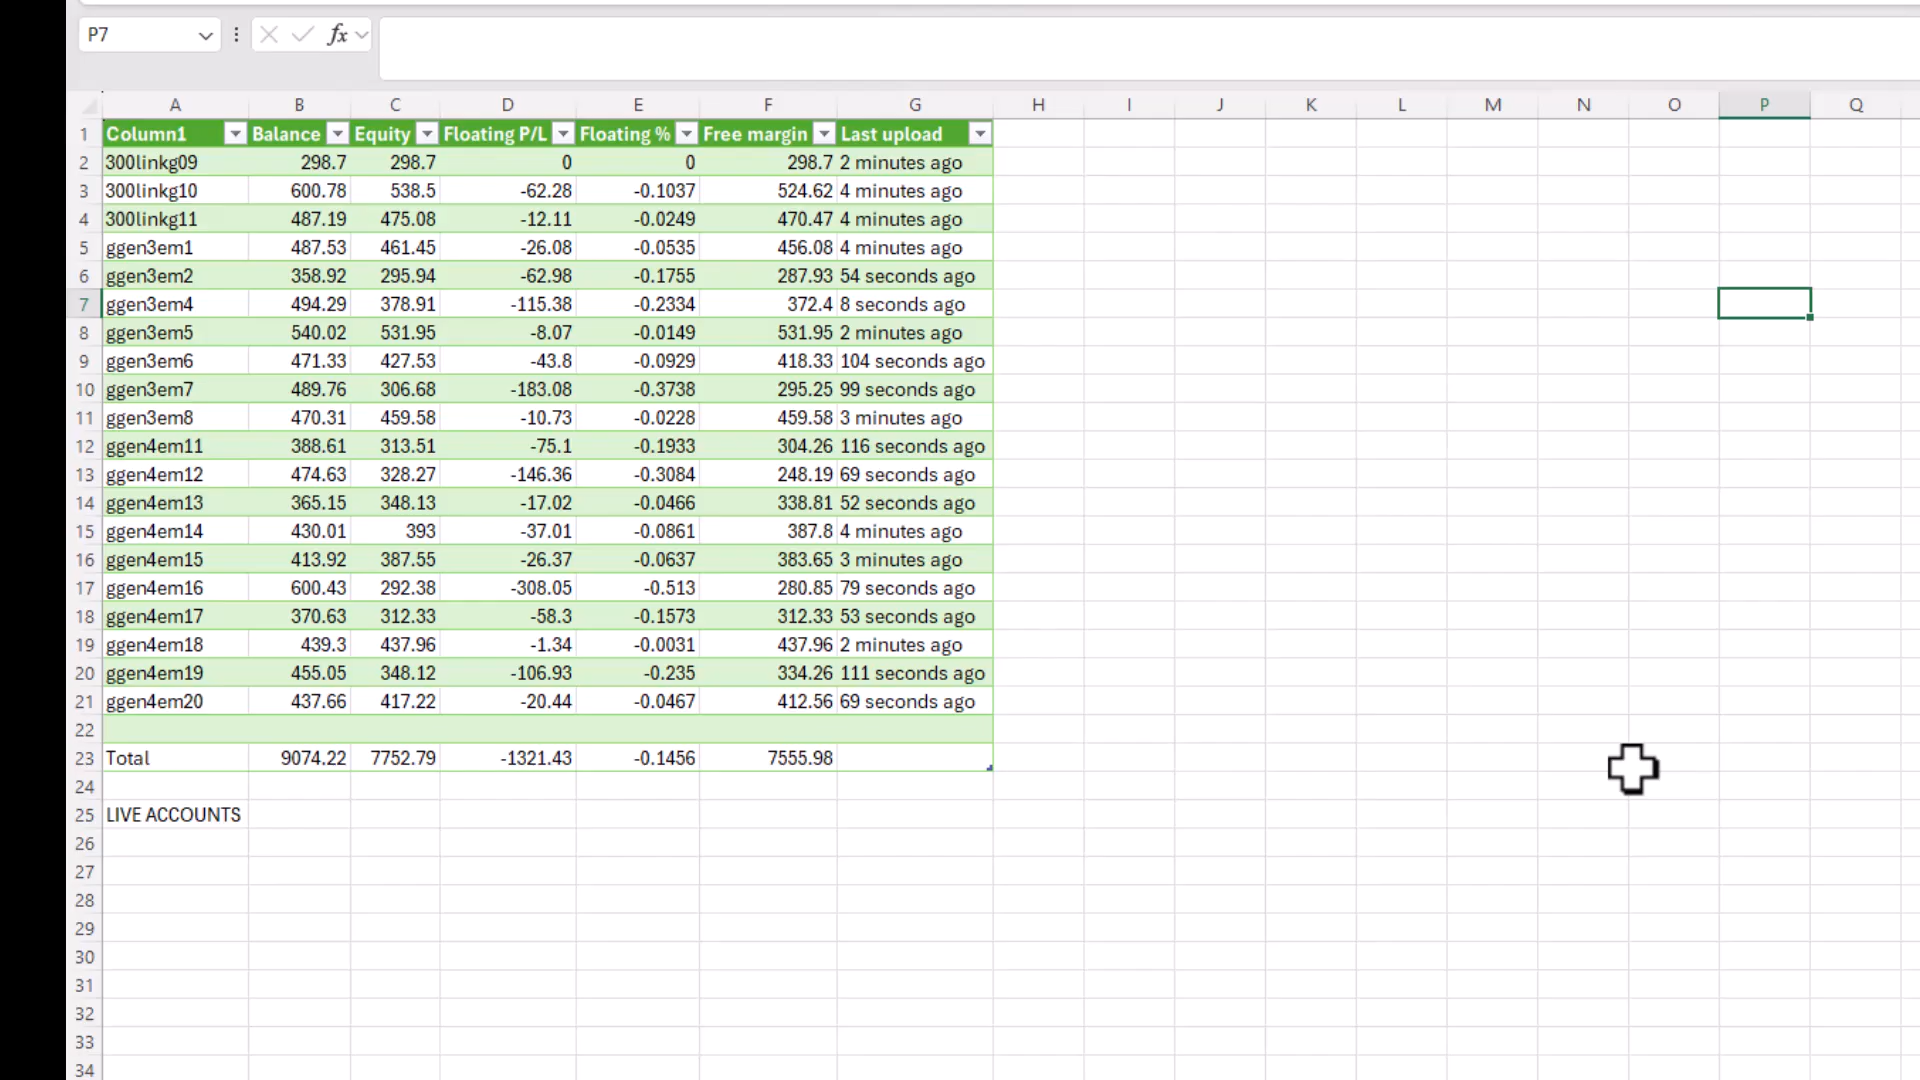 P7 fx
A B C D E F G H I J K L M N O P Q
1 Column1 Balance Equity Floating P/L Floating % Free margin Last upload
2 300linkg09 298.7 298.7 0 0 298.7 2 minutes ago
3 300linkg10 600.78 538.5 -62.28 -0.1037 524.62 4 minutes ago
4 300linkg11 487.19 475.08 -12.11 -0.0249 470.47 4 minutes ago
5 ggen3em1 487.53 461.45 -26.08 -0.0535 456.08 4 minutes ago
6 ggen3em2 358.92 295.94 -62.98 -0.1755 287.93 54 seconds ago
7 ggen3em4 494.29 378.91 -115.38 -0.2334 372.4 8 seconds ago
8 ggen3em5 540.02 531.95 -8.07 -0.0149 531.95 2 minutes ago
9 ggen3em6 471.33 427.53 -43.8 -0.0929 418.33 104 seconds ago
10 ggen3em7 489.76 306.68 -183.08 -0.3738 295.25 99 seconds ago
11 ggen3em8 470.31 459.58 -10.73 -0.0228 459.58 3 minutes ago
12 ggen4em11 388.61 313.51 -75.1 -0.1933 304.26 116 seconds ago
13 ggen4em12 474.63 328.27 -146.36 -0.3084 248.19 69 seconds ago
14 ggen4em13 365.15 348.13 -17.02 -0.0466 338.81 52 seconds ago
15 ggen4em14 430.01 393 -37.01 -0.0861 387.8 4 minutes ago
16 ggen4em15 413.92 387.55 -26.37 -0.0637 383.65 3 minutes ago
17 ggen4em16 600.43 292.38 -308.05 -0.513 280.85 79 seconds ago
18 ggen4em17 370.63 312.33 -58.3 -0.1573 312.33 53 seconds ago
19 ggen4em18 439.3 437.96 -1.34 -0.0031 437.96 2 minutes ago
20 ggen4em19 455.05 348.12 -106.93 -0.235 334.26 111 seconds ago
21 ggen4em20 437.66 417.22 -20.44 -0.0467 412.56 69 seconds ago
22
23 Total 9074.22 7752.79 -1321.43 -0.1456 7555.98
24
25 LIVE ACCOUNTS
26
27
28
29
30
31
32
33
34